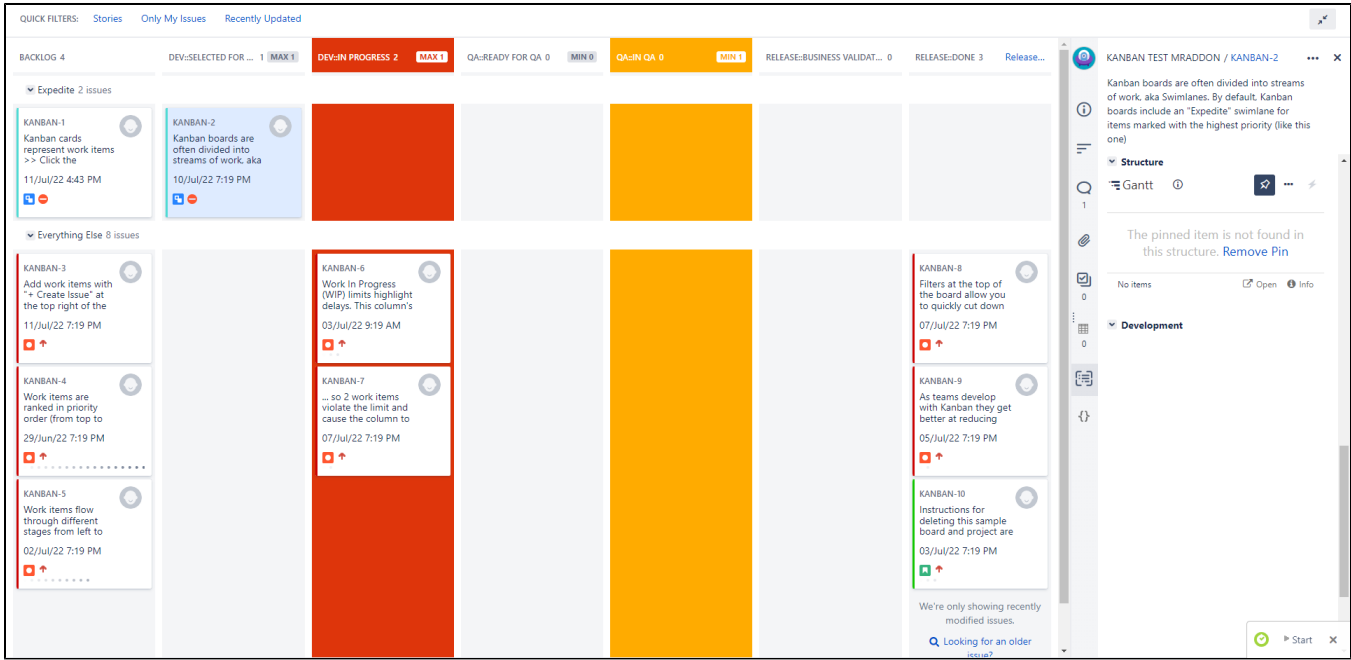 QUICK FILTERS: Stories Only My Issues Recently Updated
BACKLOG 4 DEV::SELECTED FOR ... 1 MAX 1 DEV::IN PROGRESS 2 MAX 1 QA::READY FOR QA 0 MIN 0 QA::IN QA 0 MIN 1 RELEASE::BUSINESS VALIDAT... 0 RELEASE::DONE 3 Release...
Expedite 2 issues
KANBAN-1
Kanban cards
represent work items
>> Click the
11/Jul/22 4:43 PM
KANBAN-2
Kanban boards are
often divided into
streams of work, aka
10/Jul/22 7:19 PM
Everything Else 8 issues
KANBAN-3
Add work items with
"+ Create Issue" at
the top right of the
11/Jul/22 7:19 PM
KANBAN-4
Work items are
ranked in priority
order (from top to
29/Jun/22 7:19 PM
KANBAN-5
Work items flow
through different
stages from left to
02/Jul/22 7:19 PM
KANBAN-6
Work In Progress
(WIP) limits highlight
delays. This column's
03/Jul/22 9:19 AM
KANBAN-7
... so 2 work items
violate the limit and
cause the column to
07/Jul/22 7:19 PM
KANBAN-8
Filters at the top of
the board allow you
to quickly cut down
07/Jul/22 7:19 PM
KANBAN-9
As teams develop
with Kanban they get
better at reducing
05/Jul/22 7:19 PM
KANBAN-10
Instructions for
deleting this sample
board and project are
03/Jul/22 7:19 PM
We're only showing recently
modified issues.
Looking for an older
issue?
1
0
0
{}
KANBAN TEST MRADDON / KANBAN-2
Kanban boards are often divided into streams
of work, aka Swimlanes. By default, Kanban
boards include an "Expedite" swimlane for
items marked with the highest priority (like this
one)
Structure
Gantt
The pinned item is not found in
this structure. Remove Pin
No items Open Info
Development
Start